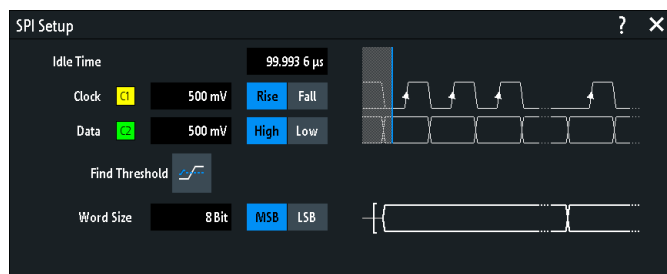 SPI Setup ? ×
Idle Time 99.993 6 µs
Clock C1 500 mV Rise Fall
Data C2 500 mV High Low
Find Threshold
Word Size 8 Bit MSB LSB